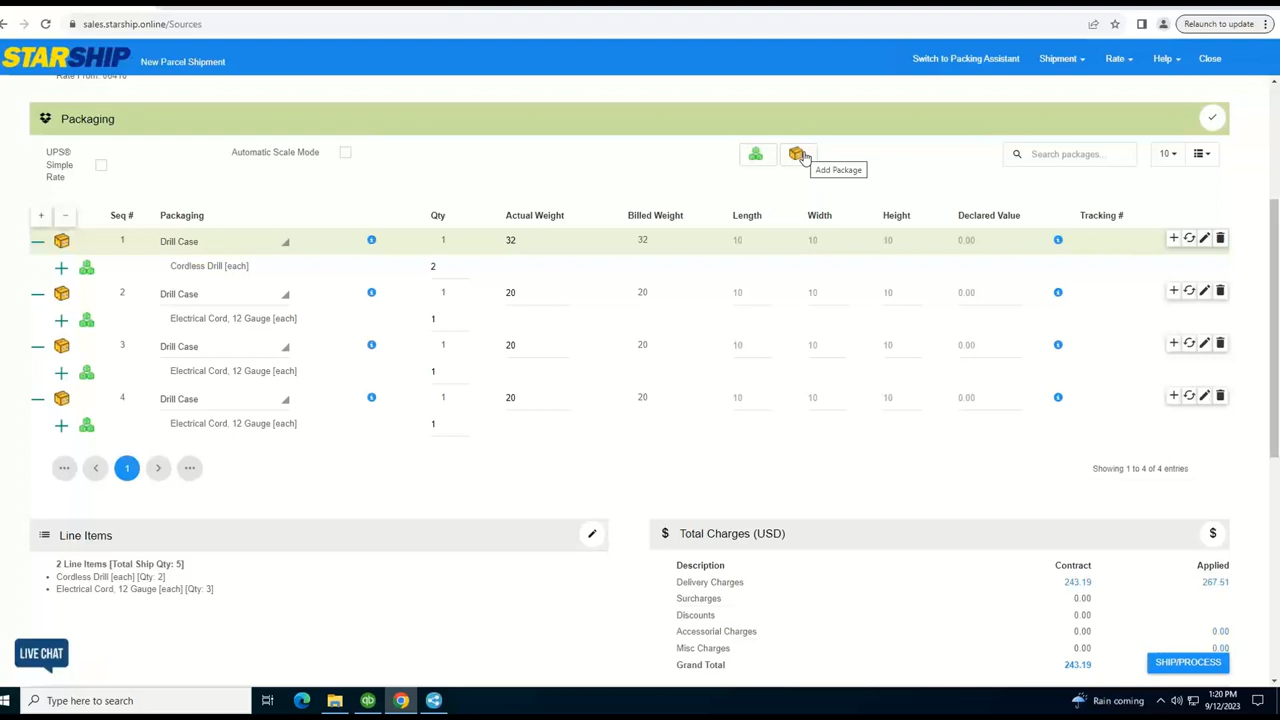 sales.starship.online/Sources
Relaunch to update
STARSHIP New Parcel Shipment
Switch to Packing Assistant Shipment Rate Help Close
Packaging
UPS® Simple Rate
Automatic Scale Mode
Search packages...
10
Add Package
+ − Seq # Packaging Qty Actual Weight Billed Weight Length Width Height Declared Value Tracking #
1 Drill Case 1 32 32 10 10 10 0.00
Cordless Drill [each] 2
2 Drill Case 1 20 20 10 10 10 0.00
Electrical Cord, 12 Gauge [each] 1
3 Drill Case 1 20 20 10 10 10 0.00
Electrical Cord, 12 Gauge [each] 1
4 Drill Case 1 20 20 10 10 10 0.00
Electrical Cord, 12 Gauge [each] 1
1
Showing 1 to 4 of 4 entries
Line Items
2 Line Items [Total Ship Qty: 5]
Cordless Drill [each] [Qty: 2]
Electrical Cord, 12 Gauge [each] [Qty: 3]
$ Total Charges (USD) $
Description Contract Applied
Delivery Charges 243.19 267.51
Surcharges 0.00
Discounts 0.00
Accessorial Charges 0.00 0.00
Misc Charges 0.00 0.00
Grand Total 243.19
SHIP/PROCESS
LIVE CHAT
Type here to search
Rain coming
1:20 PM
9/12/2023